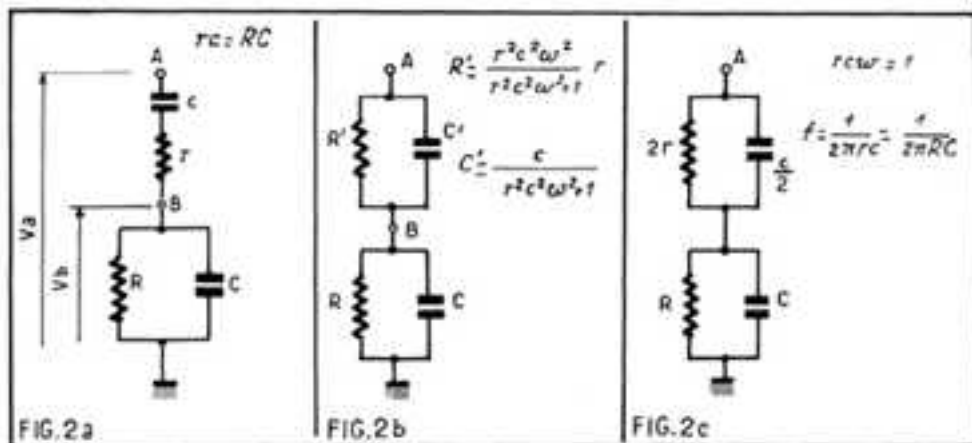 rc = RC
A
c
r
B
Va
Vb
R
C
FIG.2a
A
R' = r²c²ω² / r²c²ω²+1 r
R'
C'
C' = c / r²c²ω²+1
B
R
C
FIG.2b
A
rcω = 1
2r
c/2
f = 1/2πrc = 1/2πRC
R
C
FIG.2c